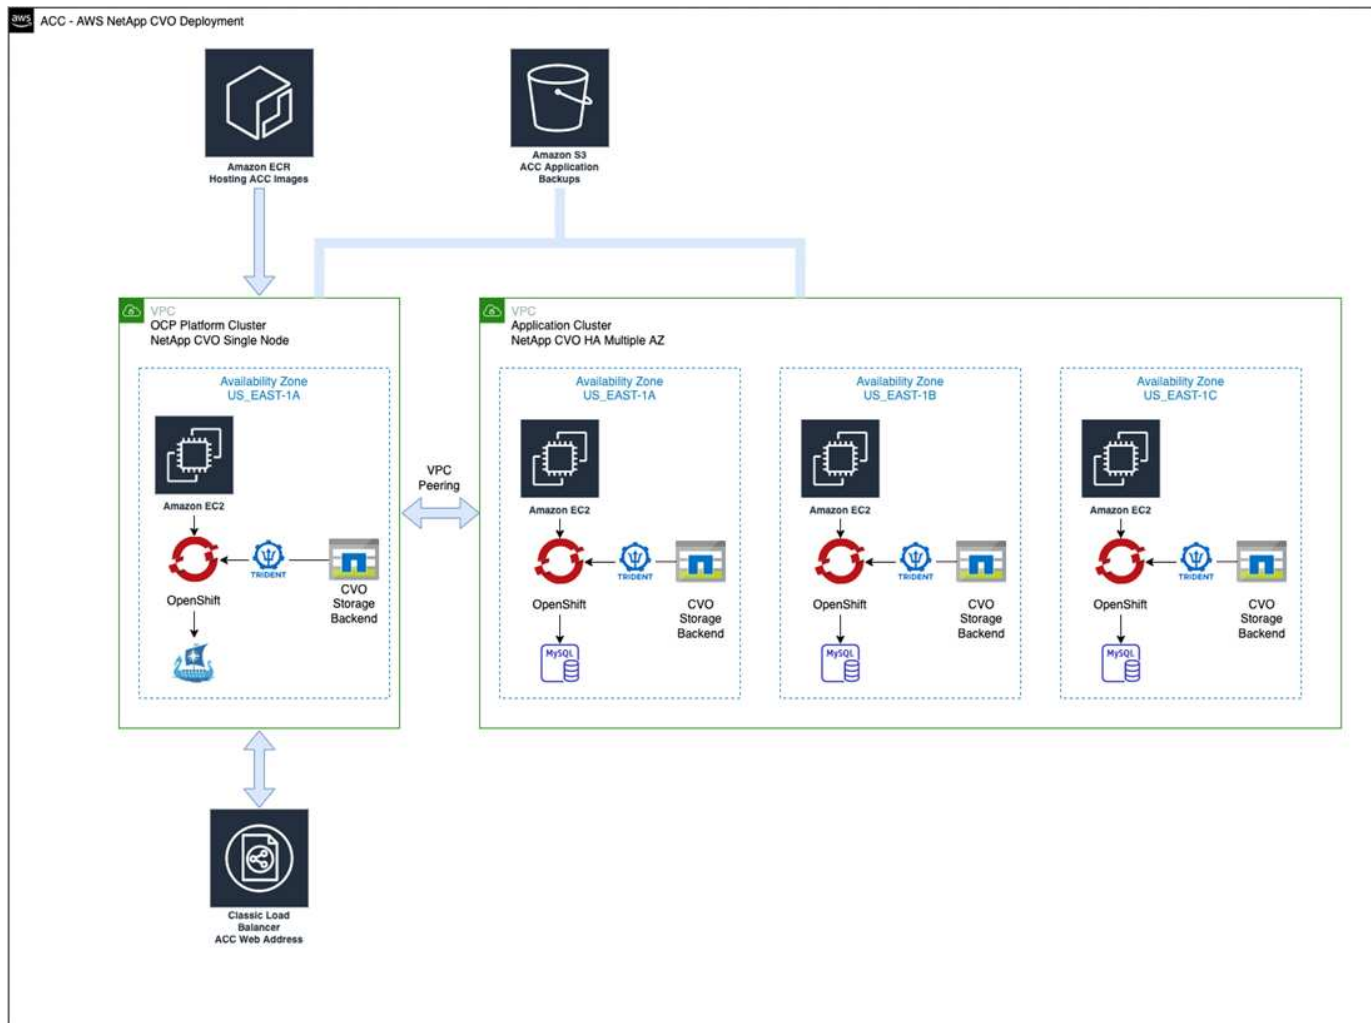 aws
ACC - AWS NetApp CVO Deployment
Amazon ECR
Hosting ACC Images
Amazon S3
ACC Application
Backups
VPC
OCP Platform Cluster
NetApp CVO Single Node
Availability Zone
US_EAST-1A
Amazon EC2
TRIDENT
OpenShift
CVO
Storage
Backend
VPC
Peering
VPC
Application Cluster
NetApp CVO HA Multiple AZ
Availability Zone
US_EAST-1A
Amazon EC2
TRIDENT
OpenShift
CVO
Storage
Backend
MySQL
Availability Zone
US_EAST-1B
Amazon EC2
TRIDENT
OpenShift
CVO
Storage
Backend
MySQL
Availability Zone
US_EAST-1C
Amazon EC2
TRIDENT
OpenShift
CVO
Storage
Backend
MySQL
Classic Load
Balancer
ACC Web Address